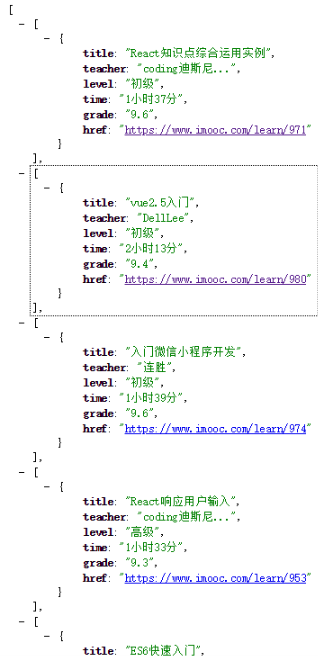 [
- [
- {
title: "React知识点综合运用实例",
teacher: "coding迪斯尼...",
level: "初级",
time: "1小时37分",
grade: "9.6",
href: "https://www.imooc.com/learn/971"
}
],
- [
- {
title: "vue2.5入门",
teacher: "DellLee",
level: "初级",
time: "2小时13分",
grade: "9.4",
href: "https://www.imooc.com/learn/980"
}
],
- [
- {
title: "入门微信小程序开发",
teacher: "连胜",
level: "初级",
time: "1小时39分",
grade: "9.6",
href: "https://www.imooc.com/learn/974"
}
],
- [
- {
title: "React响应用户输入",
teacher: "coding迪斯尼...",
level: "高级",
time: "1小时33分",
grade: "9.3",
href: "https://www.imooc.com/learn/953"
}
],
- [
- {
title: "ES6快速入门",